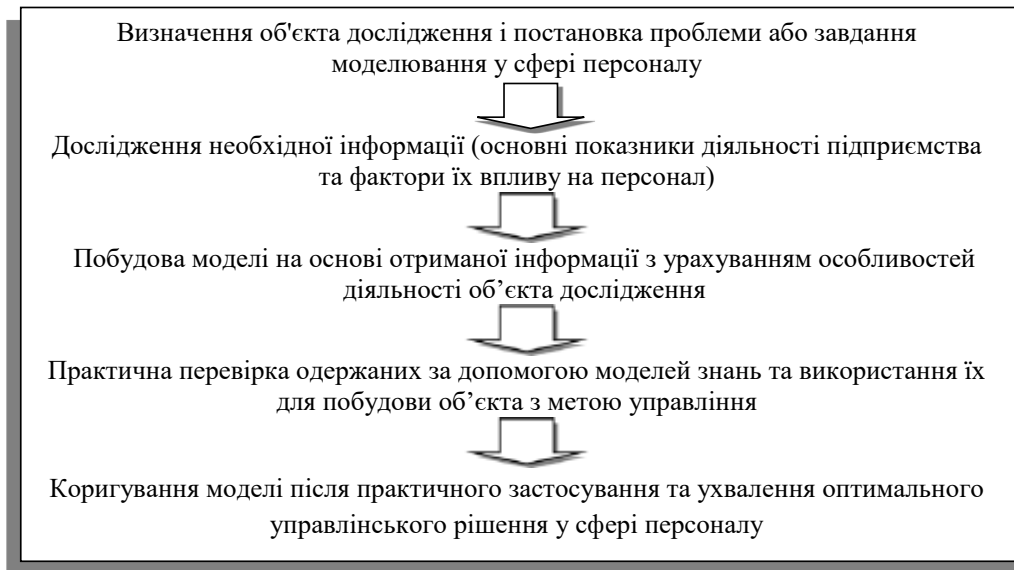 Визначення об'єкта дослідження і постановка проблеми або завдання
моделювання у сфері персоналу
Дослідження необхідної інформації (основні показники діяльності підприємства
та фактори їх впливу на персонал)
Побудова моделі на основі отриманої інформації з урахуванням особливостей
діяльності об’єкта дослідження
Практична перевірка одержаних за допомогою моделей знань та використання їх
для побудови об’єкта з метою управління
Коригування моделі після практичного застосування та ухвалення оптимального
управлінського рішення у сфері персоналу